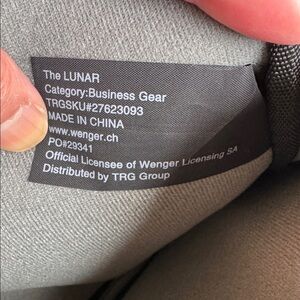 The LUNAR
Category:Business Gear
TRGSKU#27623093
MADE IN CHINA
www.wenger.ch
PO#29341
Official Licensee of Wenger Licensing SA
Distributed by TRG Group